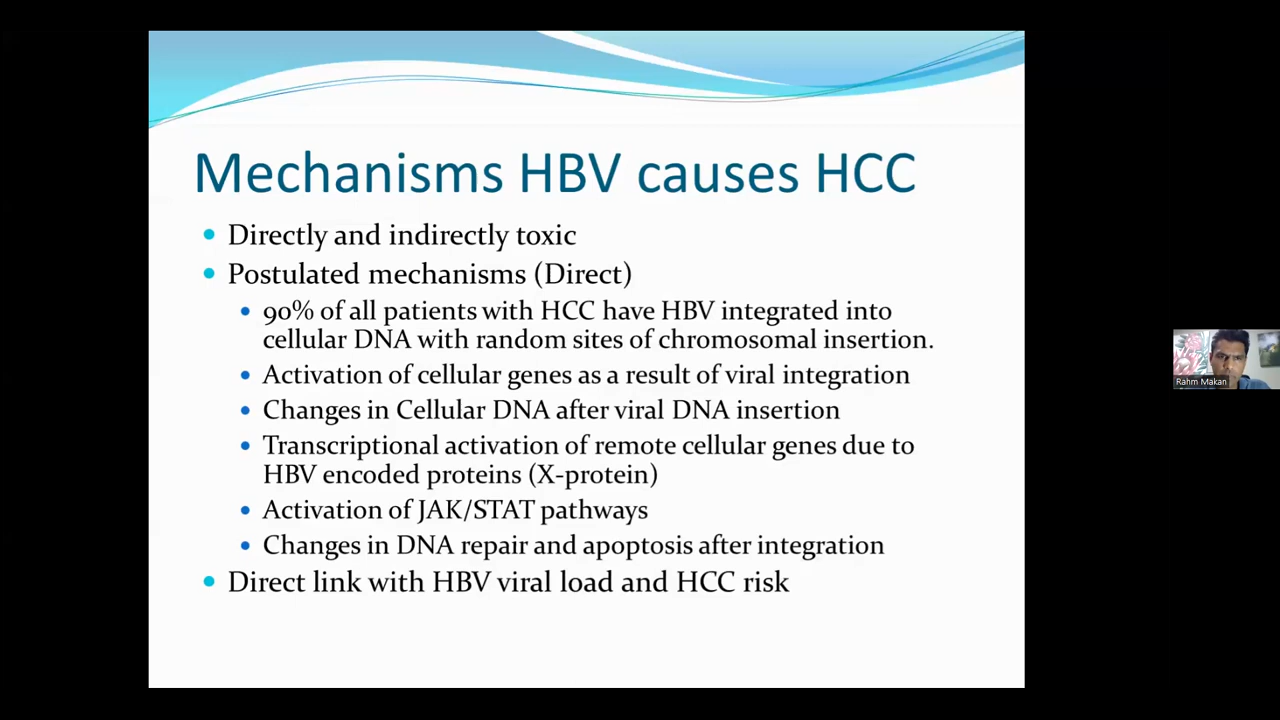 Mechanisms HBV causes HCC
Directly and indirectly toxic
Postulated mechanisms (Direct)
90% of all patients with HCC have HBV integrated into
cellular DNA with random sites of chromosomal insertion.
Activation of cellular genes as a result of viral integration
Changes in Cellular DNA after viral DNA insertion
Transcriptional activation of remote cellular genes due to
HBV encoded proteins (X-protein)
Activation of JAK/STAT pathways
Changes in DNA repair and apoptosis after integration
Direct link with HBV viral load and HCC risk
Rahm Makan